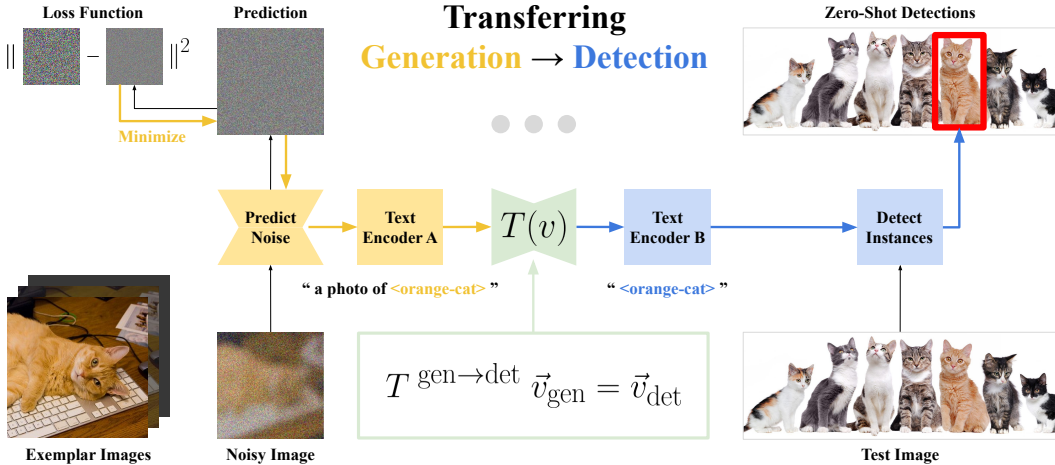 Loss Function
Prediction
Transferring
Zero-Shot Detections
|| − ||²
Generation → Detection
Minimize
Predict
Noise
Text
Encoder A
T(v)
Text
Encoder B
Detect
Instances
“ a photo of <orange-cat> ”
“ <orange-cat> ”
T gen→det v⃗gen = v⃗det
Exemplar Images
Noisy Image
Test Image